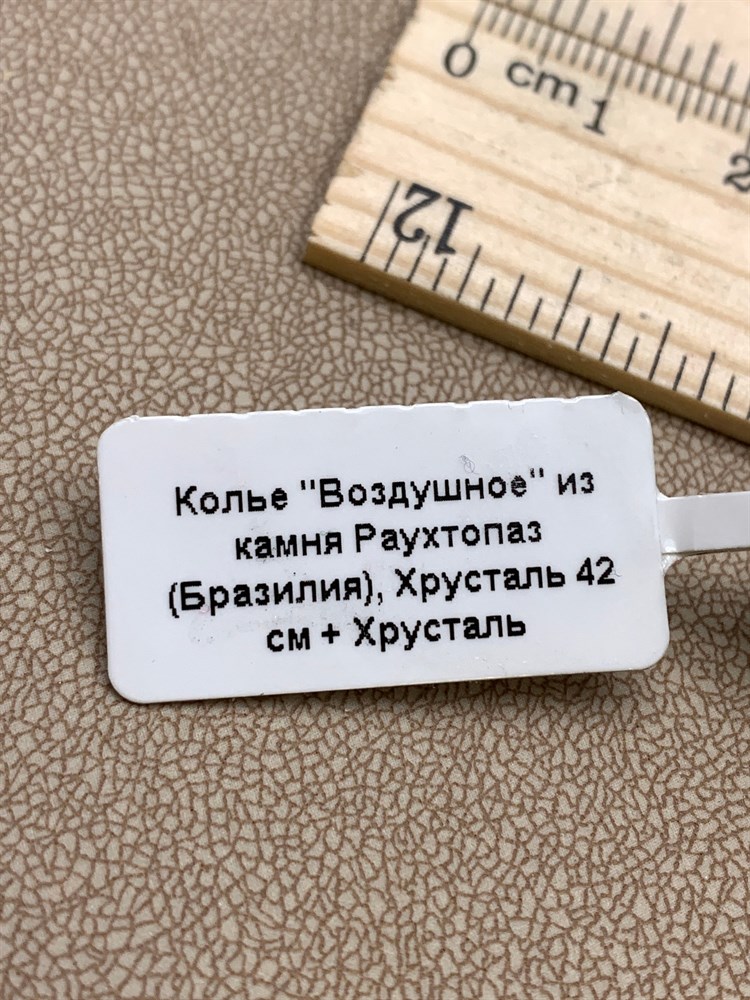 0 cm 1
2
12
Колье "Воздушное" из
камня Раухтопаз
(Бразилия), Хрусталь 42
см + Хрусталь